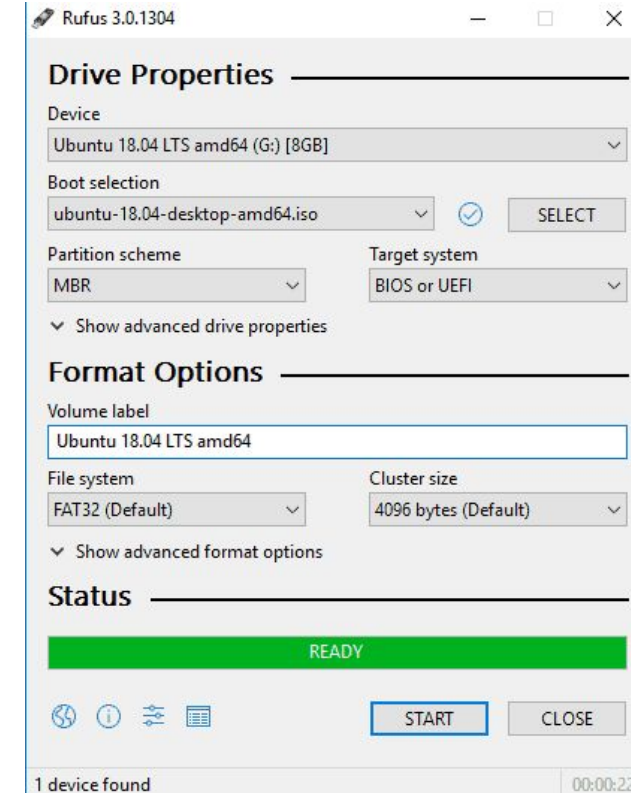 Rufus 3.0.1304
Drive Properties
Device
Ubuntu 18.04 LTS amd64 (G:) [8GB]
Boot selection
ubuntu-18.04-desktop-amd64.iso
SELECT
Partition scheme
Target system
MBR
BIOS or UEFI
Show advanced drive properties
Format Options
Volume label
Ubuntu 18.04 LTS amd64
File system
Cluster size
FAT32 (Default)
4096 bytes (Default)
Show advanced format options
Status
READY
START
CLOSE
1 device found
00:00:22